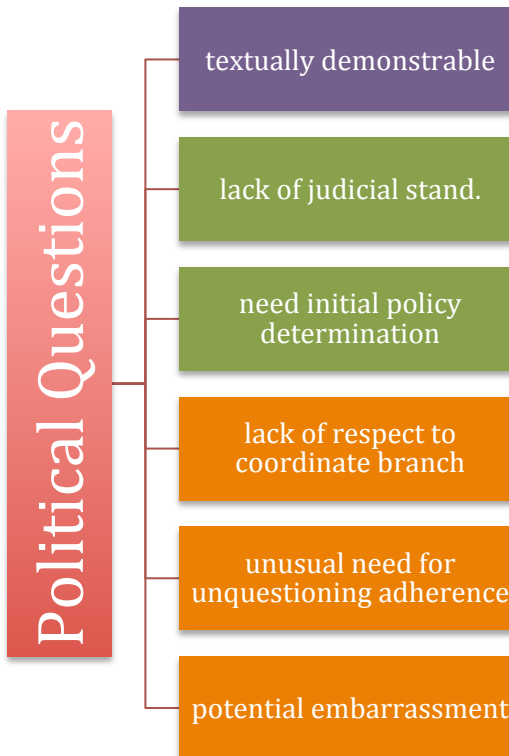 Political Questions
textually demonstrable
lack of judicial stand.
need initial policy
determination
lack of respect to
coordinate branch
unusual need for
unquestioning adherence
potential embarrassment